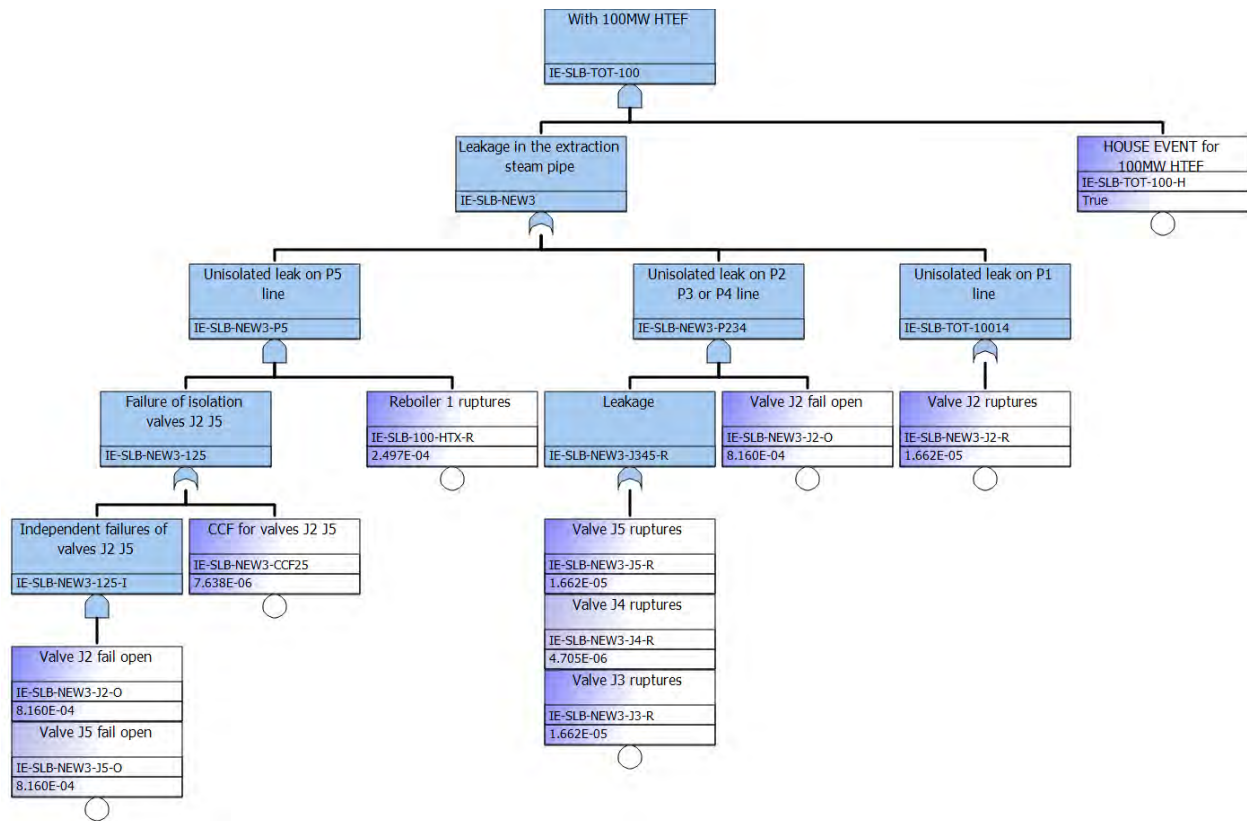 With 100MW HTEF
IE-SLB-TOT-100
Leakage in the extraction
steam pipe
IE-SLB-NEW3
HOUSE EVENT for
100MW HTEF
IE-SLB-TOT-100-H
True
Unisolated leak on P5
line
IE-SLB-NEW3-P5
Unisolated leak on P2
P3 or P4 line
IE-SLB-NEW3-P234
Unisolated leak on P1
line
IE-SLB-TOT-10014
Failure of isolation
valves J2 J5
IE-SLB-NEW3-125
Reboiler 1 ruptures
IE-SLB-100-HTX-R
2.497E-04
Leakage
IE-SLB-NEW3-J345-R
Valve J2 fail open
IE-SLB-NEW3-J2-O
8.160E-04
Valve J2 ruptures
IE-SLB-NEW3-J2-R
1.662E-05
Independent failures of
valves J2 J5
IE-SLB-NEW3-125-I
CCF for valves J2 J5
IE-SLB-NEW3-CCF25
7.638E-06
Valve J5 ruptures
IE-SLB-NEW3-J5-R
1.662E-05
Valve J4 ruptures
IE-SLB-NEW3-J4-R
4.705E-06
Valve J3 ruptures
IE-SLB-NEW3-J3-R
1.662E-05
Valve J2 fail open
IE-SLB-NEW3-J2-O
8.160E-04
Valve J5 fail open
IE-SLB-NEW3-J5-O
8.160E-04